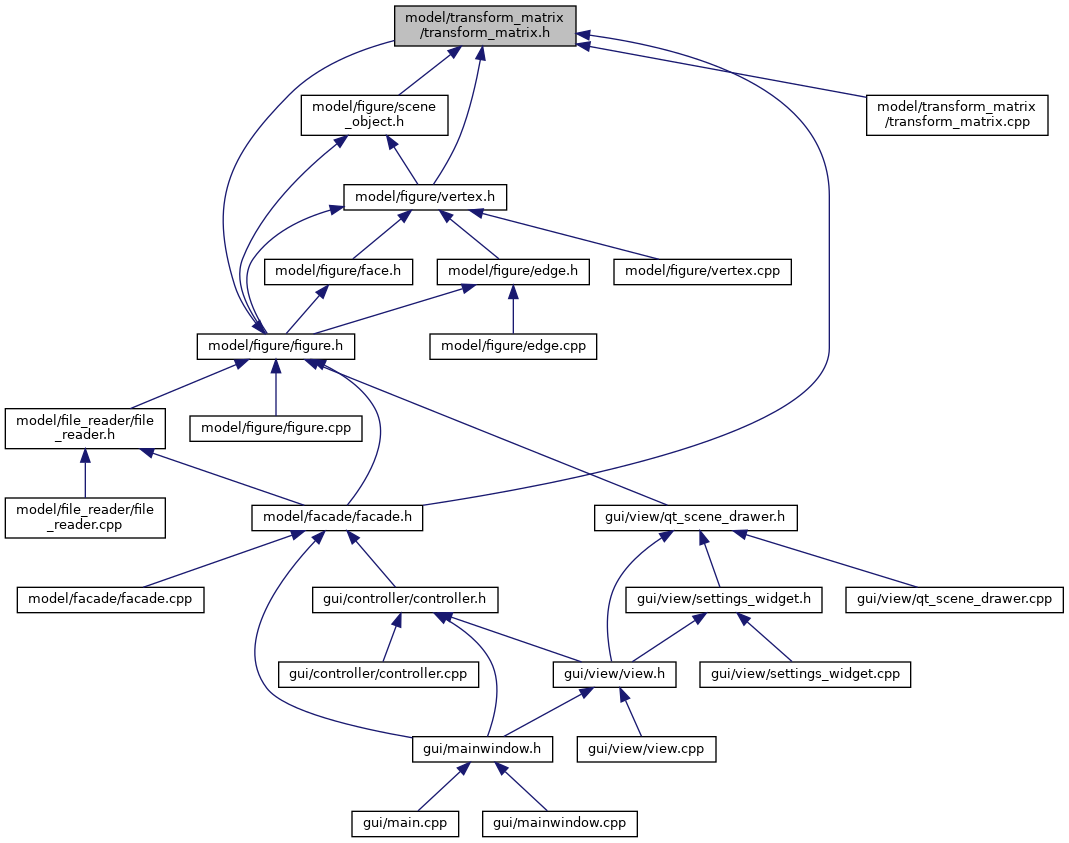 model/transform_matrix
/transform_matrix.h
model/figure/scene
_object.h
model/transform_matrix
/transform_matrix.cpp
model/figure/vertex.h
model/figure/face.h
model/figure/edge.h
model/figure/vertex.cpp
model/figure/figure.h
model/figure/edge.cpp
model/file_reader/file
_reader.h
model/figure/figure.cpp
model/file_reader/file
_reader.cpp
model/facade/facade.h
gui/view/qt_scene_drawer.h
model/facade/facade.cpp
gui/controller/controller.h
gui/view/settings_widget.h
gui/view/qt_scene_drawer.cpp
gui/controller/controller.cpp
gui/view/view.h
gui/view/settings_widget.cpp
gui/mainwindow.h
gui/view/view.cpp
gui/main.cpp
gui/mainwindow.cpp